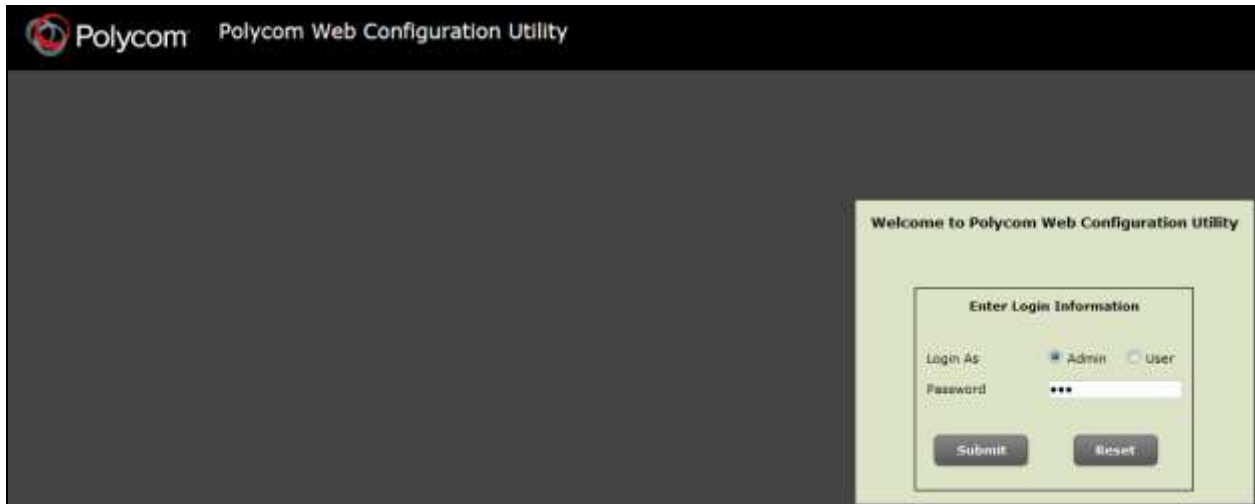 Polycom Polycom Web Configuration Utility
Welcome to Polycom Web Configuration Utility
Enter Login Information
Login As Admin User
Password •••
Submit Reset